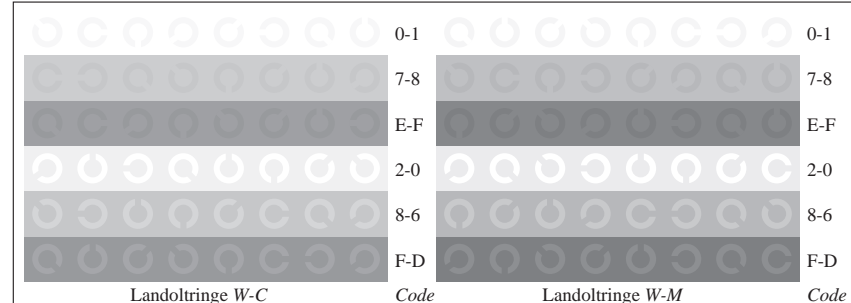 0-1 0-1
7-8 7-8
E-F E-F
2-0 2-0
8-6 8-6
F-D F-D
Landoltringe W-C Code Landoltringe W-M Code